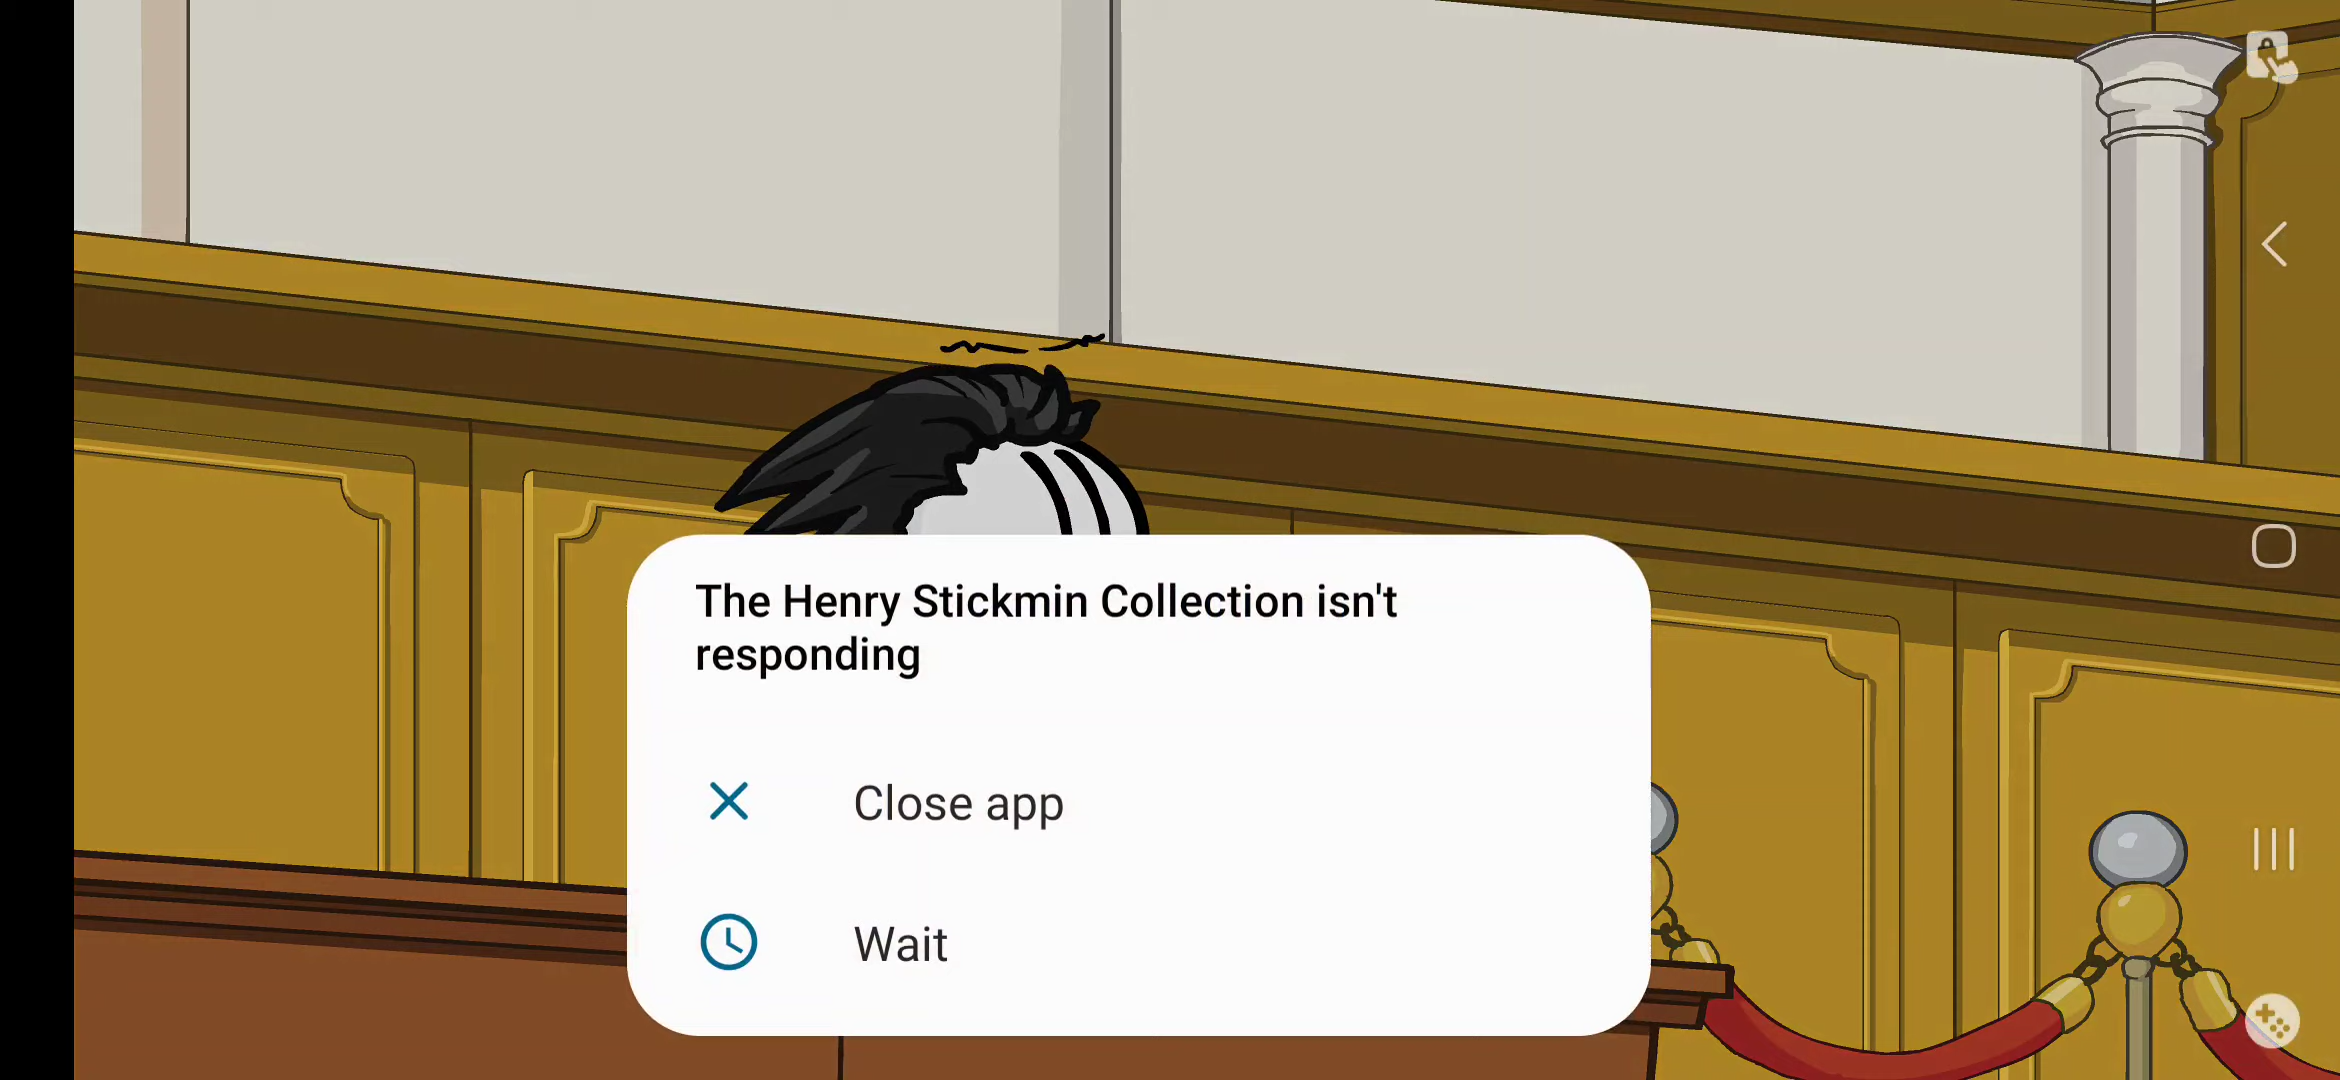 The Henry Stickmin Collection isn't
responding
Close app
Wait